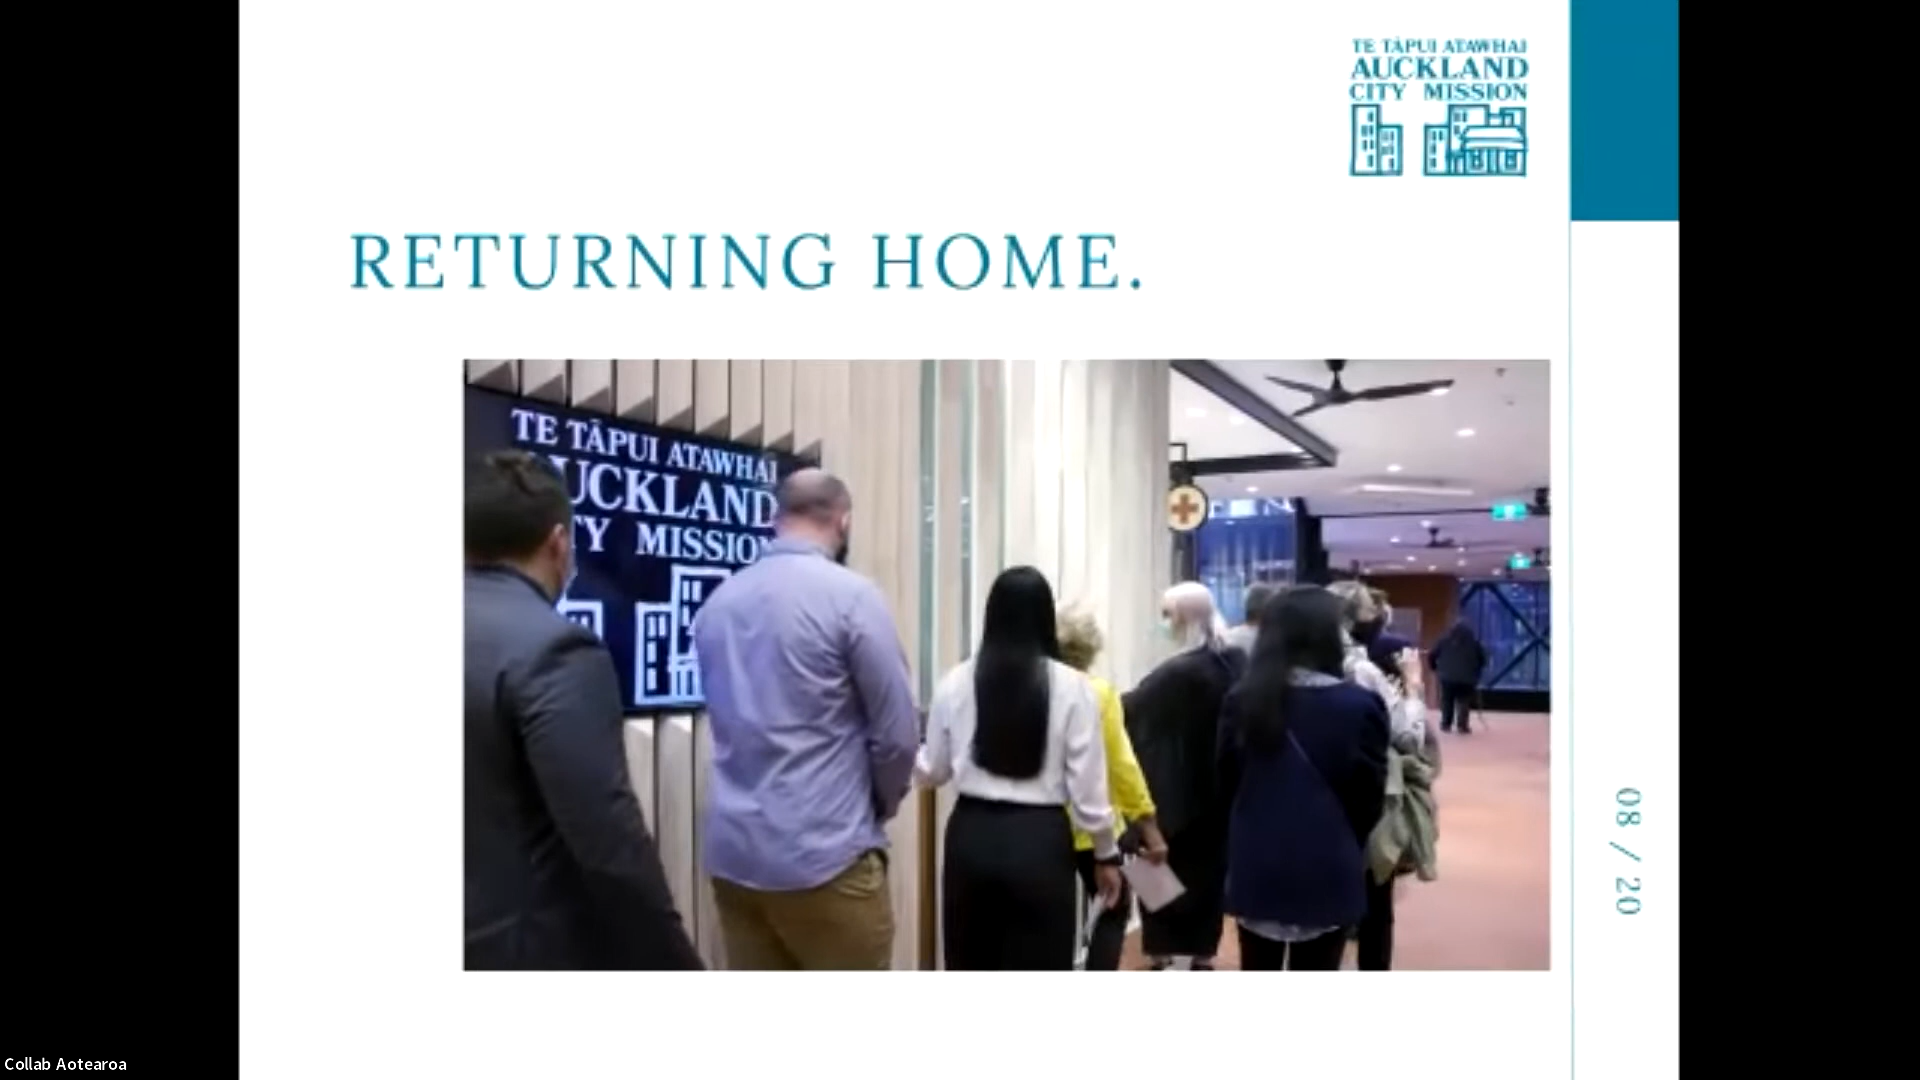 TE TĀPUI ATAWHAI
AUCKLAND
CITY MISSION
RETURNING HOME.
TE TĀPUI ATAWHAI
UCKLAND
TY MISSION
08 / 20
Collab Aotearoa